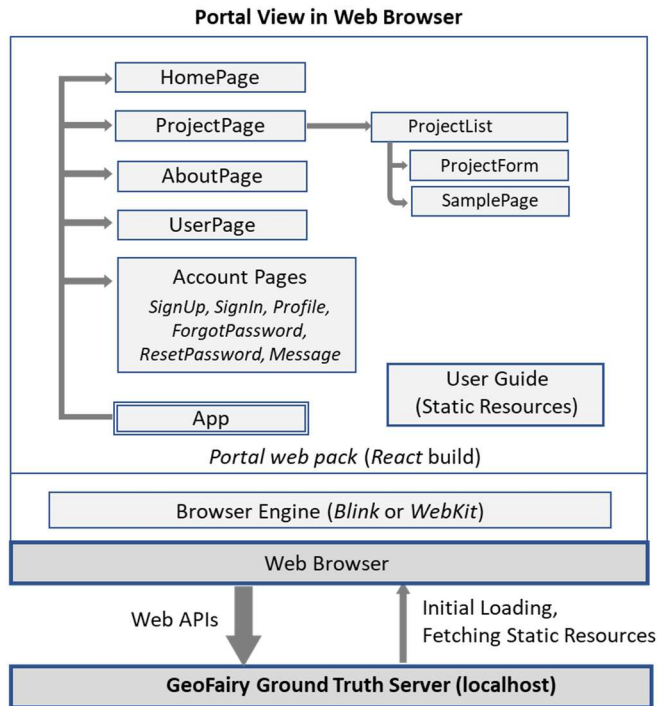 Portal View in Web Browser
HomePage
ProjectPage
ProjectList
AboutPage
ProjectForm
SamplePage
UserPage
Account Pages
SignUp, SignIn, Profile,
ForgotPassword,
ResetPassword, Message
User Guide
(Static Resources)
App
Portal web pack (React build)
Browser Engine (Blink or WebKit)
Web Browser
Web APIs
Initial Loading,
Fetching Static Resources
GeoFairy Ground Truth Server (localhost)